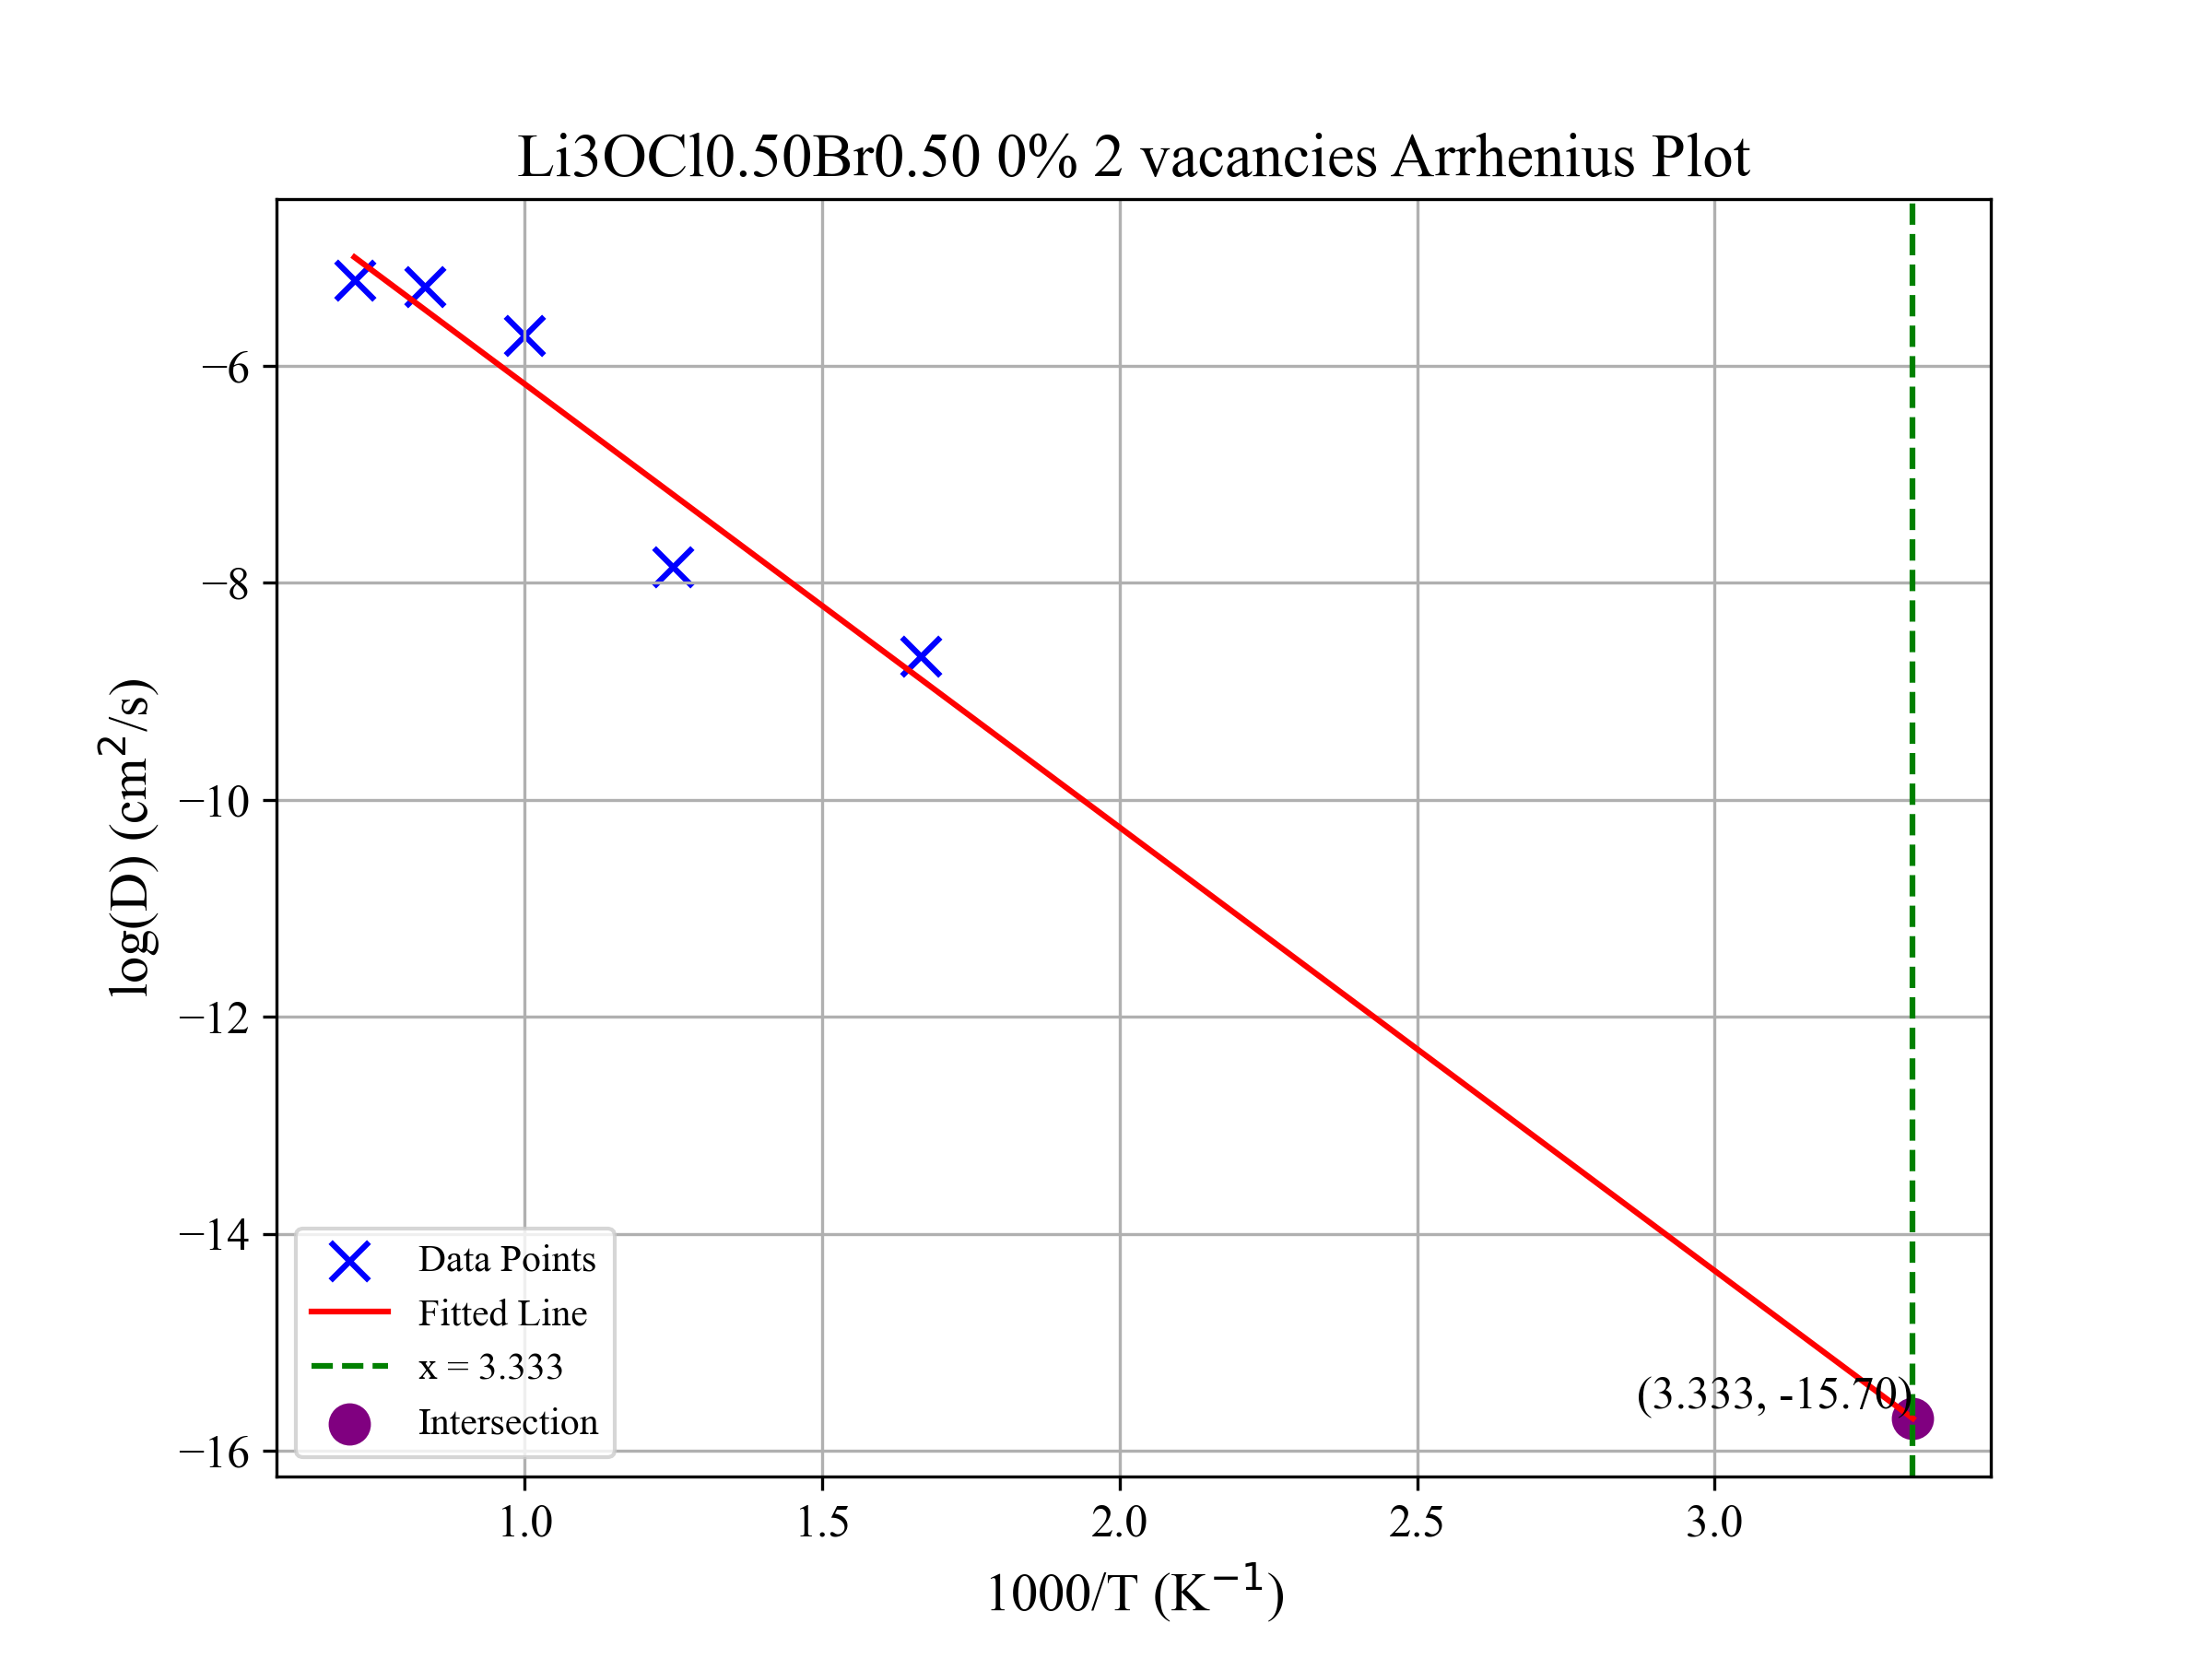 Li3OCl0.50Br0.50 0% 2 vacancies Arrhenius Plot
log(D) (cm²/s)
−6
−8
−10
−12
−14
−16
Data Points
Fitted Line
x = 3.333
Intersection
(3.333, -15.70)
1.0 1.5 2.0 2.5 3.0
1000/T (K⁻¹)